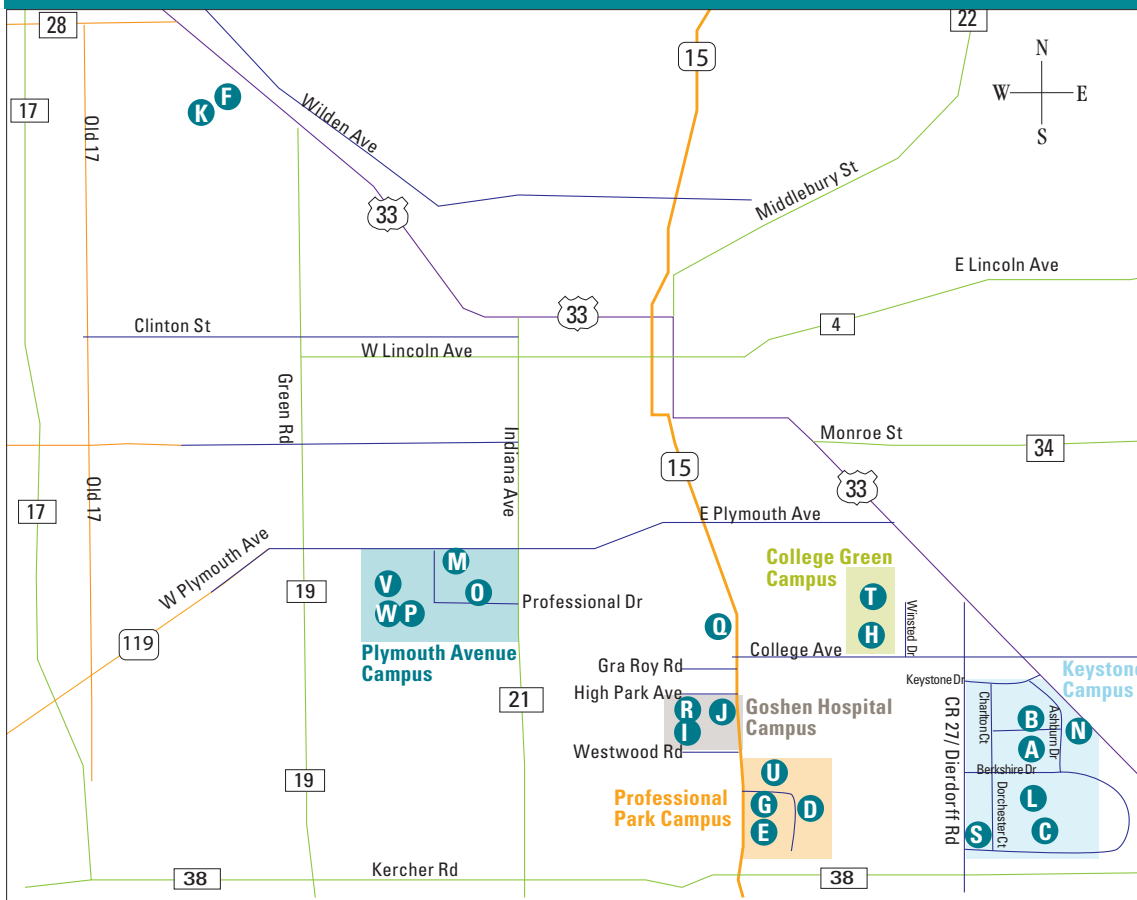 28
22
15
N
W E
S
17
F
K
Wilden Ave
Old 17
Middlebury St
33
E Lincoln Ave
33
4
Clinton St
W Lincoln Ave
Green Rd
Indiana Ave
Monroe St
34
15
33
Old 17
17
E Plymouth Ave
W Plymouth Ave
College Green
Campus
M
V
O
W P
Professional Dr
19
T
H
Winsted Dr
Q
119
Plymouth Avenue
Campus
College Ave
Gra Roy Rd
Keystone
Campus
Keystone Dr
High Park Ave
21
R
J
I
Goshen Hospital
Campus
CR 27/ Dierdorff Rd
Charlton Ct
B
Ashburn Dr
N
A
Westwood Rd
Berkshire Dr
19
U
Professional
Park Campus
G
D
E
Dorchester Ct
L
S
C
Kercher Rd
38
38